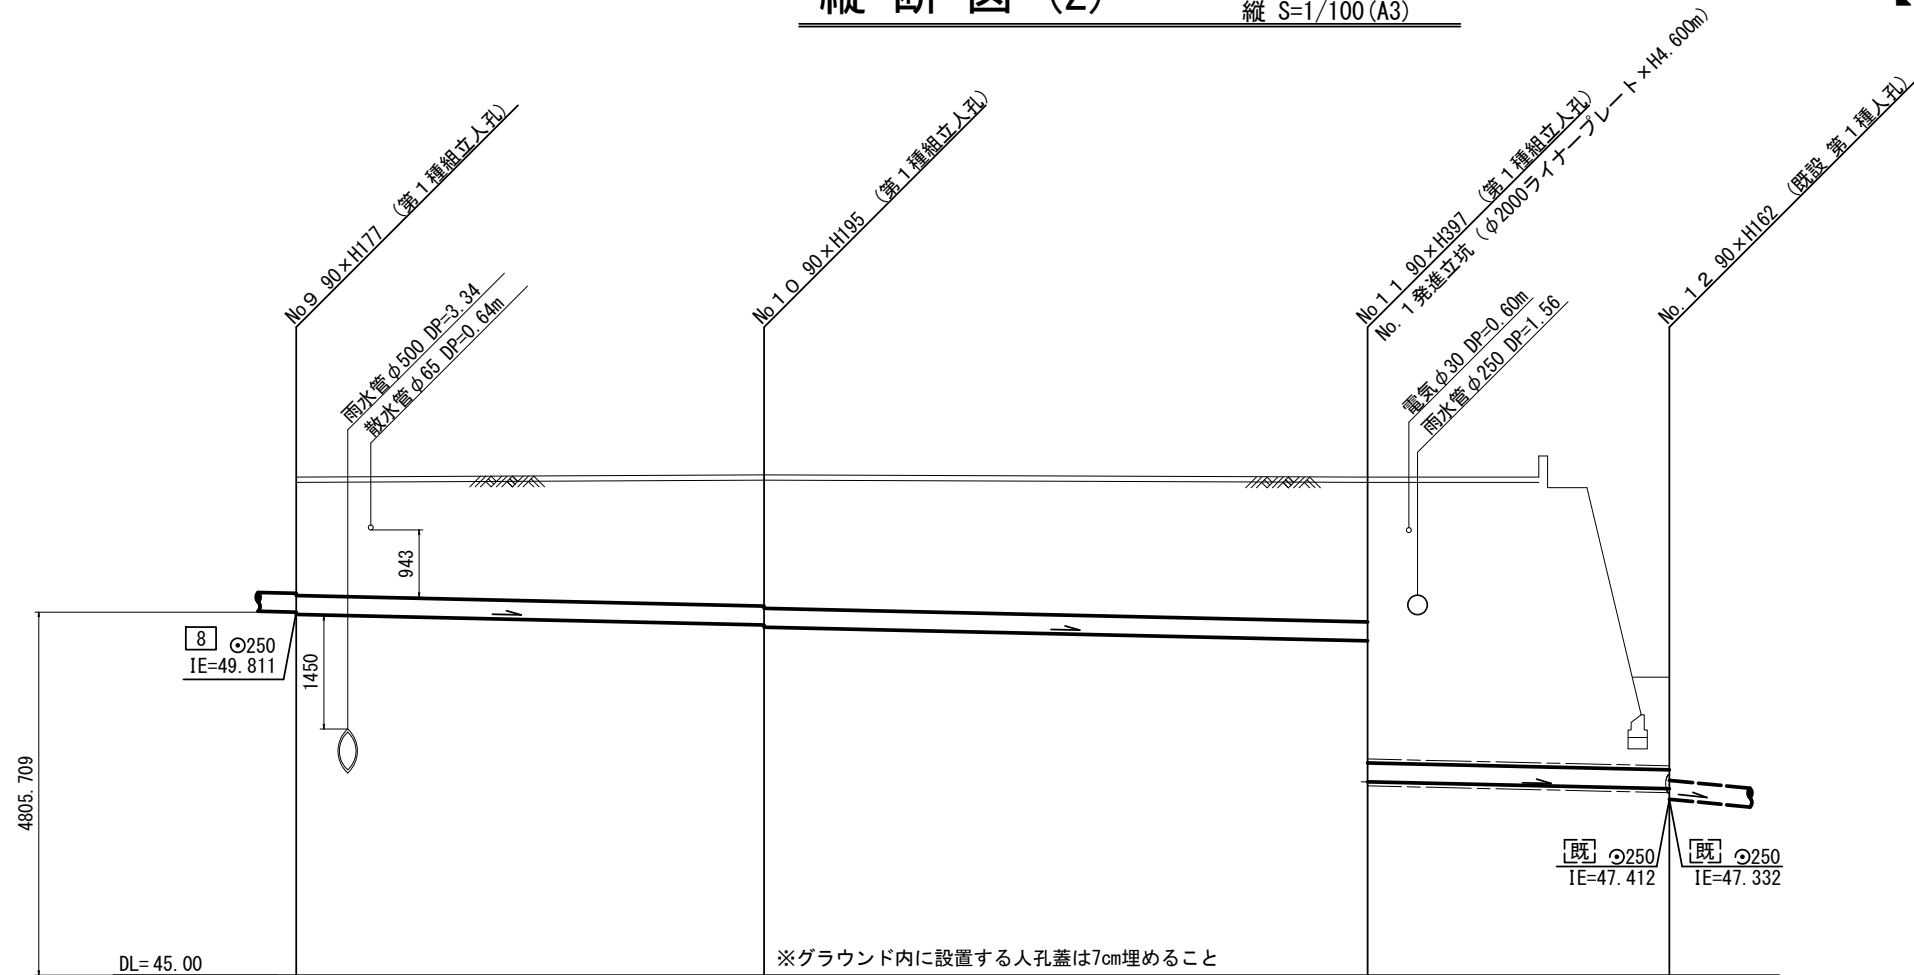 縦 断 図 (2)
縦 S=1/100(A3)
No9 90×H177 (第1種組立人孔)
No10 90×H195 (第1種組立人孔)
No11 90×H397 (第1種組立人孔)
No.1発進立坑 (φ2000ライナープレート×H4.600m)
No.12 90×H162 (既設 第1種人孔)
雨水管φ500 DP=3.34
散水管φ65 DP=0.64m
電気φ30 DP=0.60m
雨水管φ250 DP=1.56
943
8 ⊙250
IE=49.811
1450
4805.709
既 ⊙250
IE=47.412
既 ⊙250
IE=47.332
DL=45.00
※グラウンド内に設置する人孔蓋は7cm埋めること